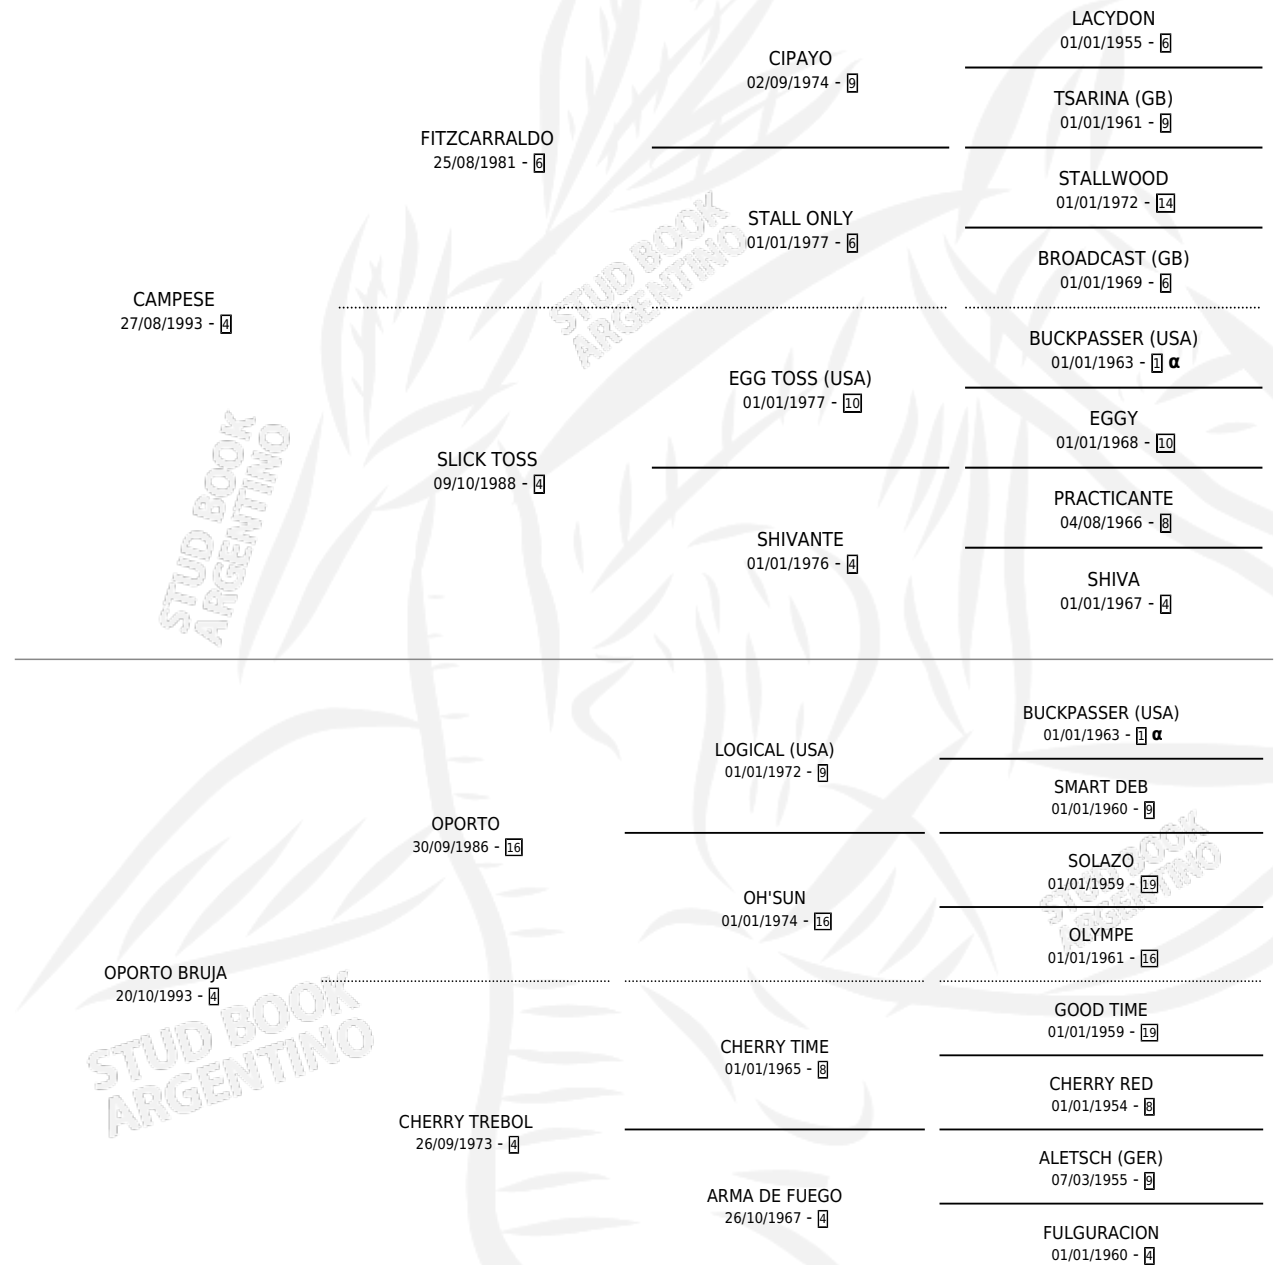 LACYDON
01/01/1955 - 6
CIPAYO
02/09/1974 - 9
TSARINA (GB)
01/01/1961 - 9
FITZCARRALDO
25/08/1981 - 6
STALLWOOD
01/01/1972 - 14
STALL ONLY
01/01/1977 - 6
BROADCAST (GB)
01/01/1969 - 6
STUD BOOK
ARGENTINO
CAMPESE
27/08/1993 - 4
BUCKPASSER (USA)
01/01/1963 - 1 α
EGG TOSS (USA)
01/01/1977 - 10
EGGY
01/01/1968 - 10
SLICK TOSS
09/10/1988 - 4
PRACTICANTE
04/08/1966 - 8
SHIVANTE
01/01/1976 - 4
SHIVA
01/01/1967 - 4
STUD BOOK
ARGENTINO
BUCKPASSER (USA)
01/01/1963 - 1 α
LOGICAL (USA)
01/01/1972 - 9
SMART DEB
01/01/1960 - 9
OPORTO
30/09/1986 - 16
SOLAZO
01/01/1959 - 19
OH'SUN
01/01/1974 - 16
OLYMPE
01/01/1961 - 16
STUD BOOK
ARGENTINO
OPORTO BRUJA
20/10/1993 - 4
GOOD TIME
01/01/1959 - 19
CHERRY TIME
01/01/1965 - 8
CHERRY RED
01/01/1954 - 8
STUD BOOK
ARGENTINO
CHERRY TREBOL
26/09/1973 - 4
ALETSCH (GER)
07/03/1955 - 9
ARMA DE FUEGO
26/10/1967 - 4
FULGURACION
01/01/1960 - 4